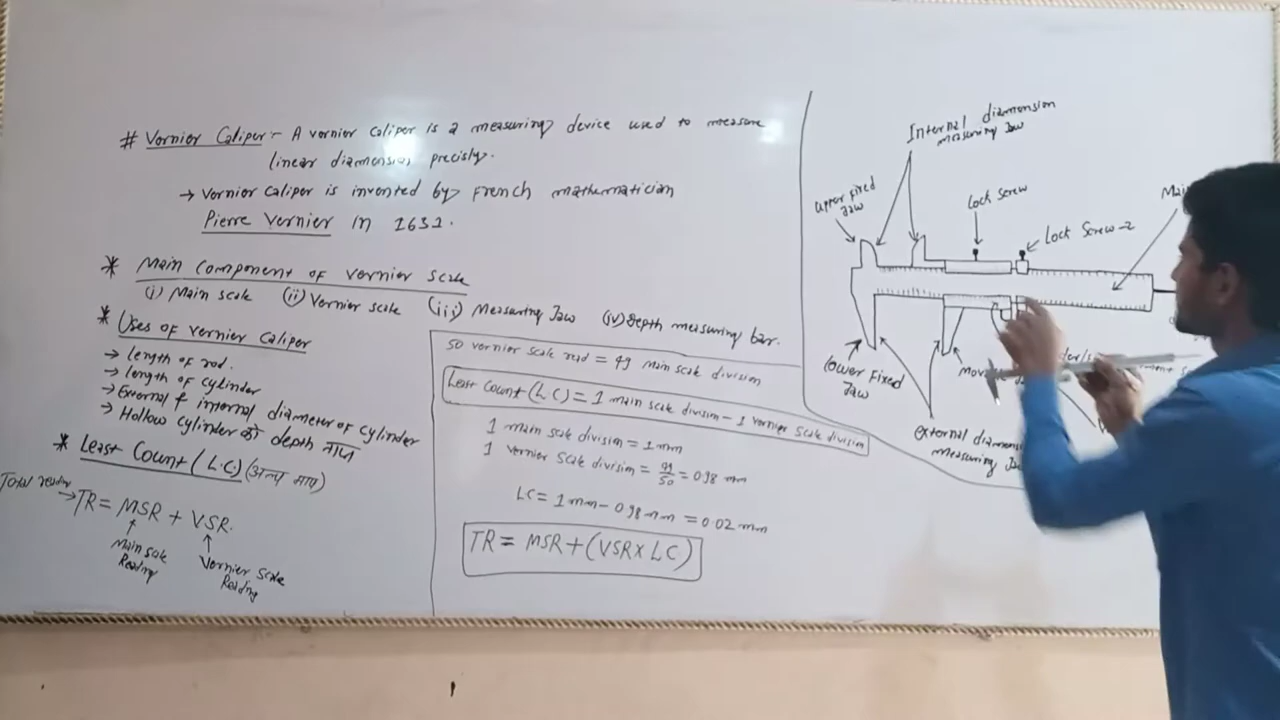 # Vernier Caliper:- A vernier caliper is a measuring device used to measure
linear diamension precisly.
→ Vernier caliper is invented by French mathematician
Pierre Vernier in 1631.
* Main Component of vernier scale
(i) Main scale (ii) Vernier scale (iii) Measuring Jaw (iv) Depth measuring bar.
* Uses of vernier caliper
→ length of rod.
→ length of cylinder
→ External & internal diameter of cylinder
→ Hollow cylinder की depth नापना
* Least Count (L.C) (अल्प माप)
Total reading → TR = MSR + VSR.
Main scale
Reading
Vernier Scale
Reading
50 vernier scale read = 49 main scale division
Least Count (LC) = 1 main scale division - 1 vernier scale division
1 main scale division = 1 mm
1 vernier scale division = 49/50 = 0.98 mm
LC = 1 mm - 0.98 mm = 0.02 mm
TR = MSR + (VSR X LC)
Internal diamension
measuring Jaw
Upper Fixed
Jaw
Lock Screw
Lock Screw-2
Main
Lower Fixed
Jaw
external diamens
measuring